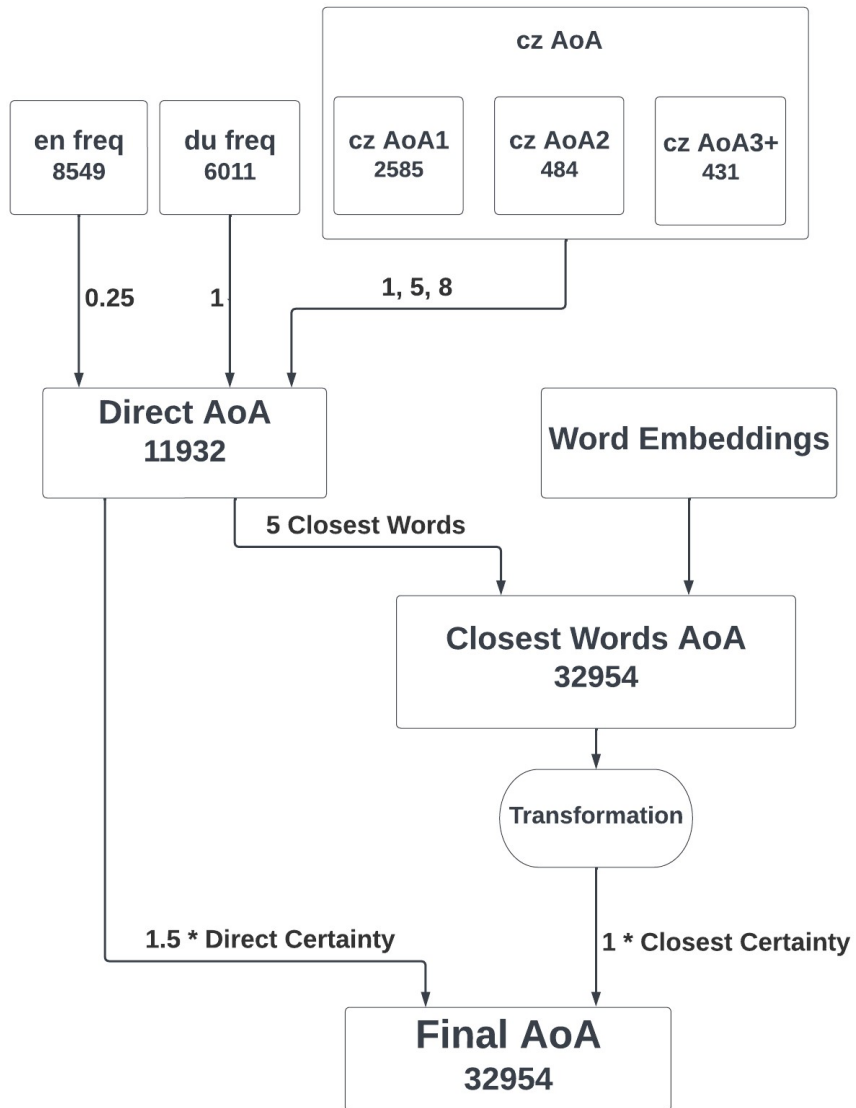 cz AoA
en freq
8549
du freq
6011
cz AoA1
2585
cz AoA2
484
cz AoA3+
431
0.25
1
1, 5, 8
Direct AoA
11932
Word Embeddings
5 Closest Words
Closest Words AoA
32954
Transformation
1.5 * Direct Certainty
1 * Closest Certainty
Final AoA
32954